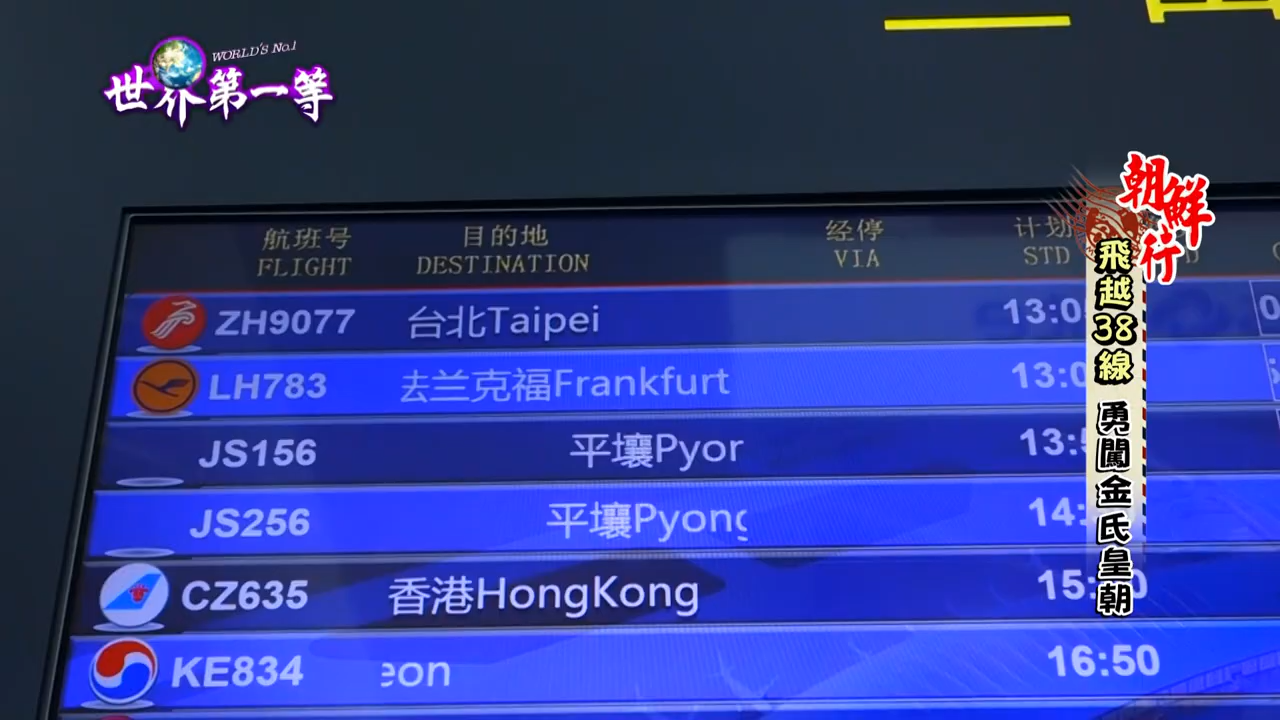 WORLD'S No.1
世界第一等
朝鮮行
飛越38線 勇闖金氏皇朝
航班号 目的地 经停 计划
FLIGHT DESTINATION VIA STD
ZH9077 台北Taipei 13:0
LH783 法兰克福Frankfurt 13:0
JS156 平壤Pyor 13:5
JS256 平壤Pyong 14:
CZ635 香港HongKong 15: 0
KE834 eon 16:50